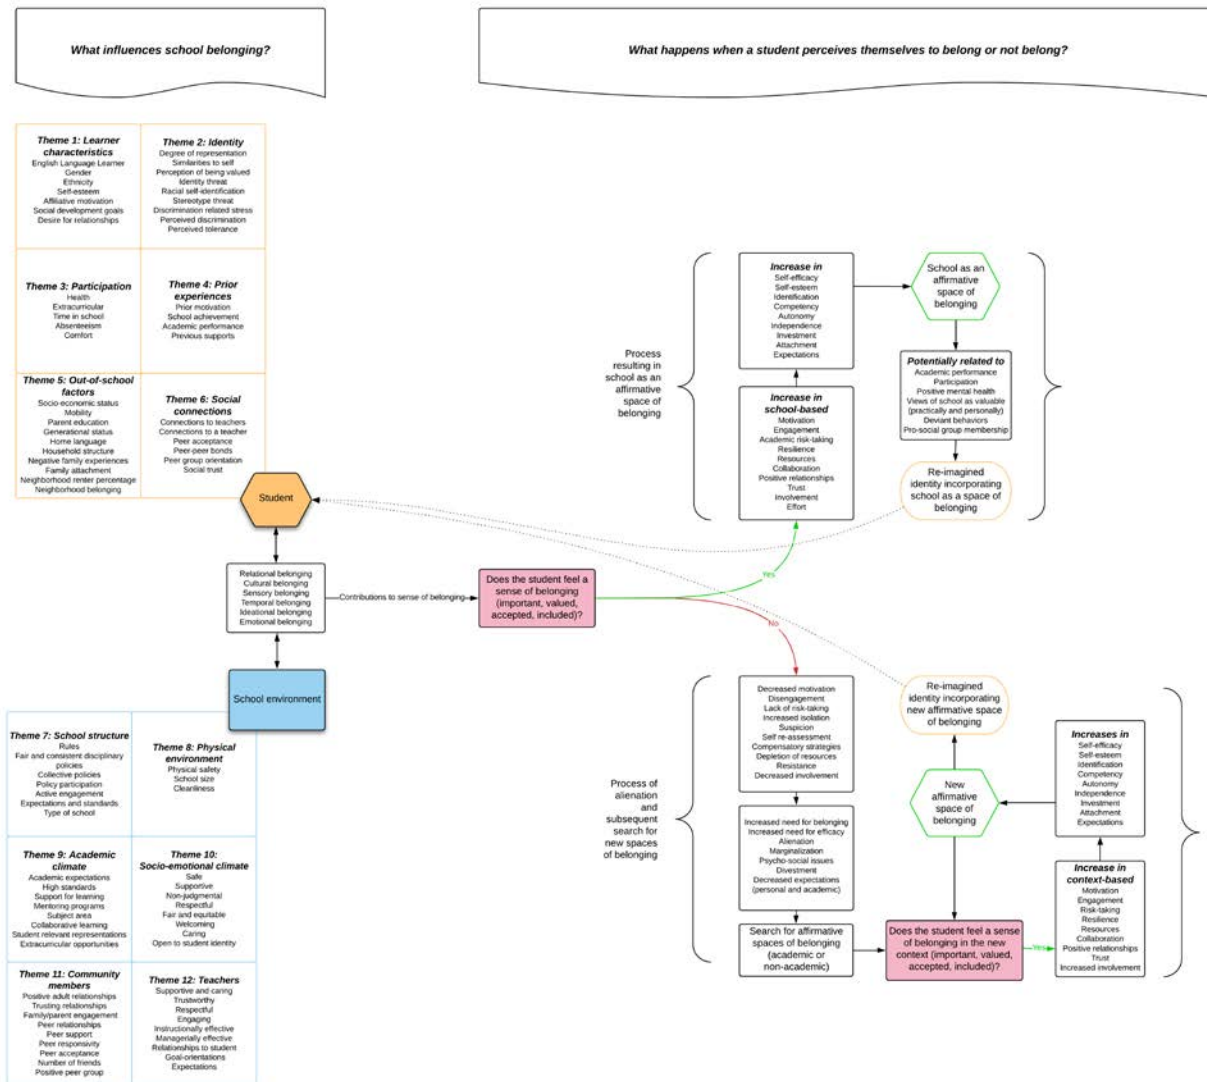 What influences school belonging?
What happens when a student perceives themselves to belong or not belong?
Theme 1: Learner
characteristics
English Language Learner
Gender
Ethnicity
Self-esteem
Affiliative motivation
Social development goals
Desire for relationships
Theme 2: Identity
Degree of representation
Similarities to self
Perception of being valued
Identity threat
Racial self-identification
Stereotype threat
Discrimination related stress
Perceived discrimination
Perceived tolerance
Theme 3: Participation
Health
Extracurricular
Time in school
Absenteeism
Comfort
Theme 4: Prior
experiences
Prior motivation
School achievement
Academic performance
Previous supports
Theme 5: Out-of-school
factors
Socio-economic status
Mobility
Parent education
Generational status
Home language
Household structure
Negative family experiences
Family attachment
Neighborhood renter percentage
Neighborhood belonging
Theme 6: Social
connections
Connections to teachers
Connections to a teacher
Peer acceptance
Peer-peer bonds
Peer group orientation
Social trust
Student
Relational belonging
Cultural belonging
Sensory belonging
Temporal belonging
Ideational belonging
Emotional belonging
Contributions to sense of belonging
School environment
Theme 7: School structure
Rules
Fair and consistent disciplinary
policies
Collective policies
Policy participation
Active engagement
Expectations and standards
Type of school
Theme 8: Physical
environment
Physical safety
School size
Cleanliness
Theme 9: Academic
climate
Academic expectations
High standards
Support for learning
Mentoring programs
Subject area
Collaborative learning
Student relevant representations
Extracurricular opportunities
Theme 10:
Socio-emotional climate
Safe
Supportive
Non-judgmental
Respectful
Fair and equitable
Welcoming
Caring
Open to student identity
Theme 11: Community
members
Positive adult relationships
Trusting relationships
Family/parent engagement
Peer relationships
Peer support
Peer responsivity
Peer acceptance
Number of friends
Positive peer group
Theme 12: Teachers
Supportive and caring
Trustworthy
Respectful
Engaging
Instructionally effective
Managerially effective
Relationships to student
Goal-orientations
Expectations
Does the student feel a
sense of belonging
(important, valued,
accepted, included)?
Yes
No
Process
resulting in
school as an
affirmative
space of
belonging
Increase in
school-based
Motivation
Engagement
Academic risk-taking
Resilience
Resources
Collaboration
Positive relationships
Trust
Involvement
Effort
Increase in
Self-efficacy
Self-esteem
Identification
Competency
Autonomy
Independence
Investment
Attachment
Expectations
School as an
affirmative
space of
belonging
Potentially related to
Academic performance
Participation
Positive mental health
Views of school as valuable
(practically and personally)
Deviant behaviors
Pro-social group membership
Re-imagined
identity incorporating
school as a space of
belonging
Process of
alienation
and
subsequent
search for
new spaces
of belonging
Decreased motivation
Disengagement
Lack of risk-taking
Increased isolation
Suspicion
Self re-assessment
Compensatory strategies
Depletion of resources
Resistance
Decreased involvement
Increased need for belonging
Increased need for efficacy
Alienation
Marginalization
Psycho-social issues
Divestment
Decreased expectations
(personal and academic)
Search for affirmative
spaces of belonging
(academic or
non-academic)
Does the student feel a sense
of belonging in the new
context (important, valued,
accepted, included)?
Yes
Increase in
context-based
Motivation
Engagement
Risk-taking
Resilience
Resources
Collaboration
Positive relationships
Trust
Increased involvement
Increases in
Self-efficacy
Self-esteem
Identification
Competency
Autonomy
Independence
Investment
Attachment
Expectations
New
affirmative
space of
belonging
Re-imagined
identity incorporating
new affirmative space
of belonging